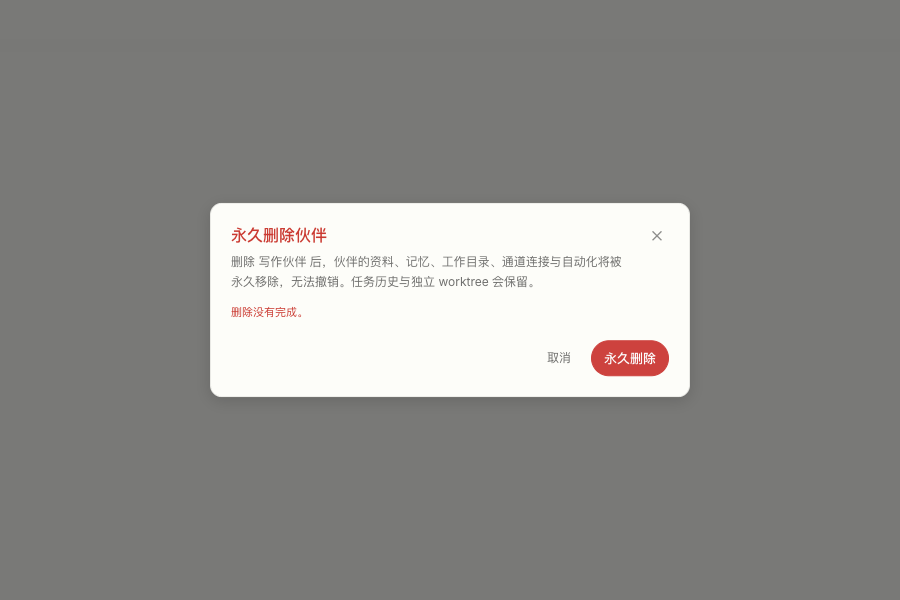 永久删除伙伴
删除 写作伙伴 后，伙伴的资料、记忆、工作目录、通道连接与自动化将被
永久移除，无法撤销。任务历史与独立 worktree 会保留。
删除没有完成。
取消
永久删除